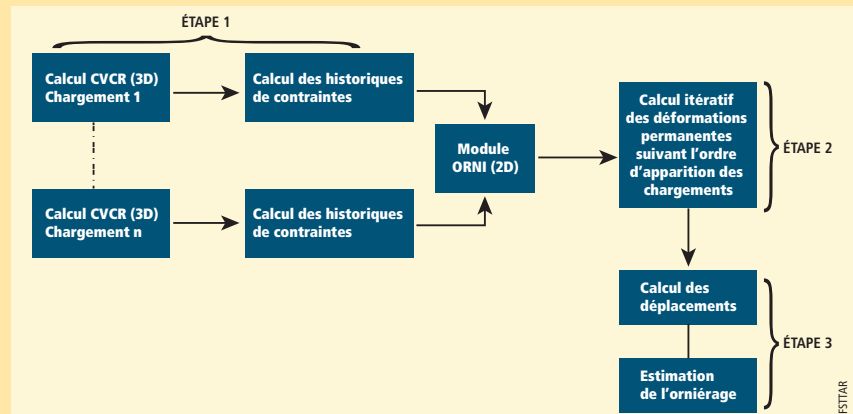 ÉTAPE 1
Calcul CVCR (3D)
Chargement 1
Calcul des historiques
de contraintes
Module
ORNI (2D)
Calcul itératif
des déformations
permanentes
suivant l'ordre
d'apparition des
chargements
ÉTAPE 2
Calcul CVCR (3D)
Chargement n
Calcul des historiques
de contraintes
Calcul des
déplacements
ÉTAPE 3
Estimation
de l'orniérage